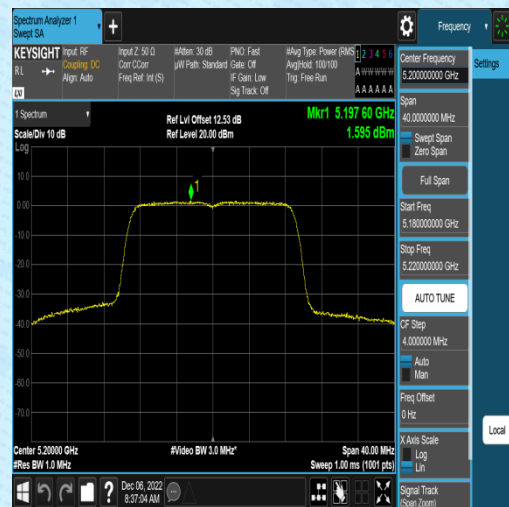 Spectrum Analyzer 1
Swept SA
+
Frequency
KEYSIGHT
RL
LXI
Input: RF
Coupling: DC
Align: Auto
Input Z: 50 Ω
Corr CCorr
Freq Ref: Int (S)
#Atten: 30 dB
µW Path: Standard
PNO: Fast
Gate: Off
IF Gain: Low
Sig Track: Off
#Avg Type: Power (RMS
Avg|Hold: 100/100
Trig: Free Run
1 2 3 4 5 6
A W W W W W
A A A A A A
1 Spectrum
Scale/Div 10 dB
Ref Lvl Offset 12.53 dB
Ref Level 20.00 dBm
Mkr1 5.197 60 GHz
1.595 dBm
Log
10.0
0.00
-10.0
-20.0
-30.0
-40.0
-50.0
-60.0
-70.0
1
Center 5.20000 GHz
#Res BW 1.0 MHz
#Video BW 3.0 MHz*
Span 40.00 MHz
Sweep 1.00 ms (1001 pts)
Dec 06, 2022
8:37:04 AM
?
Center Frequency
5.200000000 GHz
Span
40.0000000 MHz
Swept Span
Zero Span
Full Span
Start Freq
5.180000000 GHz
Stop Freq
5.220000000 GHz
AUTO TUNE
CF Step
4.000000 MHz
Auto
Man
Freq Offset
0 Hz
X Axis Scale
Log
Lin
Signal Track
(Span Zoom)
Settings
Local